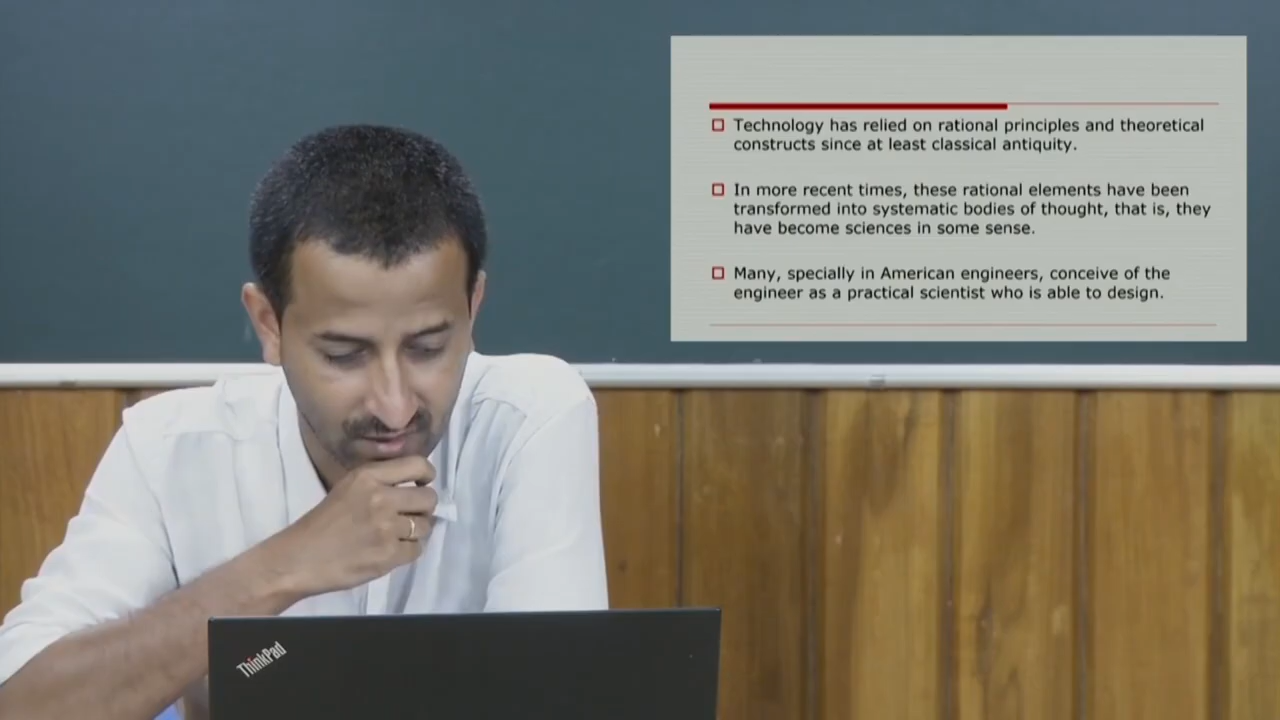 Technology has relied on rational principles and theoretical
constructs since at least classical antiquity.
In more recent times, these rational elements have been
transformed into systematic bodies of thought, that is, they
have become sciences in some sense.
Many, specially in American engineers, conceive of the
engineer as a practical scientist who is able to design.
ThinkPad